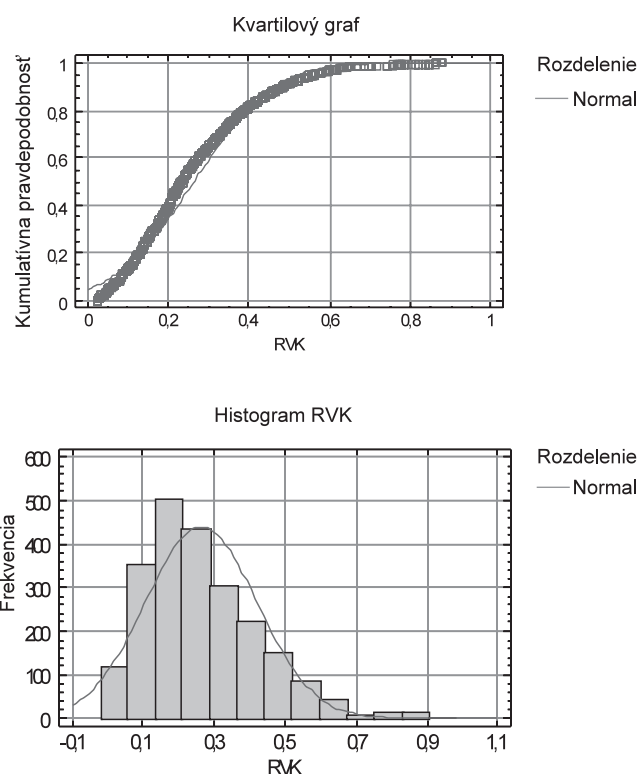 Kvartilový graf
Kumulatívna pravdepodobnosť
1
0,8
0,6
0,4
0,2
0
0 0,2 0,4 0,6 0,8 1
RVK
Rozdelenie
Normal
Histogram RVK
Frekvencia
600
500
400
300
200
100
0
-0,1 0,1 0,3 0,5 0,7 0,9 1,1
RVK
Rozdelenie
Normal